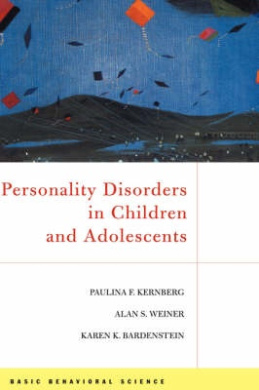 Personality Disorders
in Children
and Adolescents
PAULINA F. KERNBERG
ALAN S. WEINER
KAREN K. BARDENSTEIN
BASIC BEHAVIORAL SCIENCE